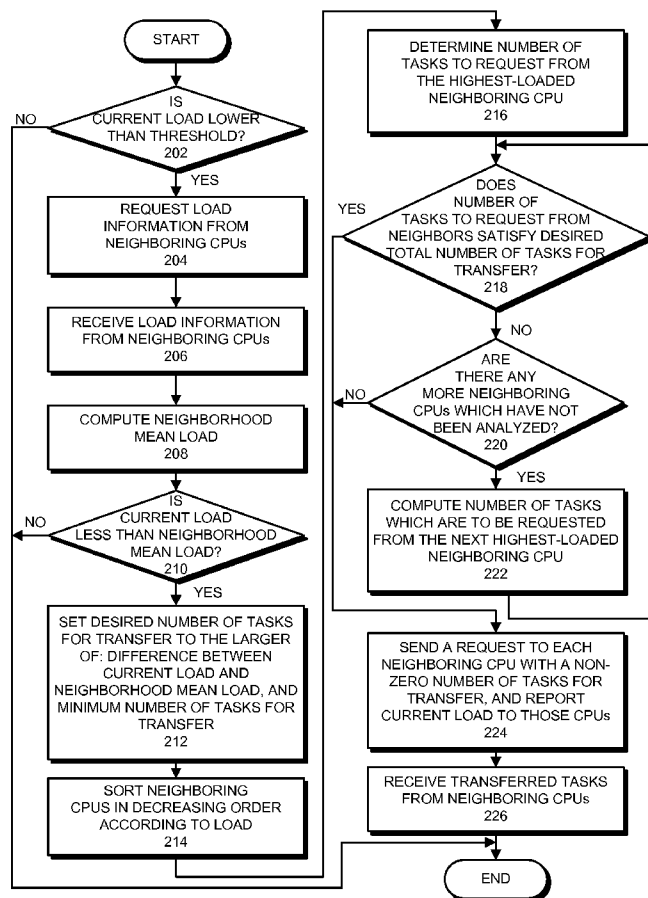 START
IS
CURRENT LOAD LOWER
THAN THRESHOLD?
202
NO
YES
REQUEST LOAD
INFORMATION FROM
NEIGHBORING CPUs
204
RECEIVE LOAD INFORMATION
FROM NEIGHBORING CPUs
206
COMPUTE NEIGHBORHOOD
MEAN LOAD
208
IS
CURRENT LOAD
LESS THAN NEIGHBORHOOD
MEAN LOAD?
210
NO
YES
SET DESIRED NUMBER OF TASKS
FOR TRANSFER TO THE LARGER
OF: DIFFERENCE BETWEEN
CURRENT LOAD AND
NEIGHBORHOOD MEAN LOAD, AND
MINIMUM NUMBER OF TASKS FOR
TRANSFER
212
SORT NEIGHBORING
CPUS IN DECREASING ORDER
ACCORDING TO LOAD
214
DETERMINE NUMBER OF
TASKS TO REQUEST FROM
THE HIGHEST-LOADED
NEIGHBORING CPU
216
DOES
NUMBER OF
TASKS TO REQUEST FROM
NEIGHBORS SATISFY DESIRED
TOTAL NUMBER OF TASKS FOR
TRANSFER?
218
YES
NO
ARE
THERE ANY
MORE NEIGHBORING
CPUs WHICH HAVE NOT
BEEN ANALYZED?
220
NO
YES
COMPUTE NUMBER OF TASKS
WHICH ARE TO BE REQUESTED
FROM THE NEXT HIGHEST-LOADED
NEIGHBORING CPU
222
SEND A REQUEST TO EACH
NEIGHBORING CPU WITH A NON-
ZERO NUMBER OF TASKS FOR
TRANSFER, AND REPORT
CURRENT LOAD TO THOSE CPUs
224
RECEIVE TRANSFERRED TASKS
FROM NEIGHBORING CPUs
226
END